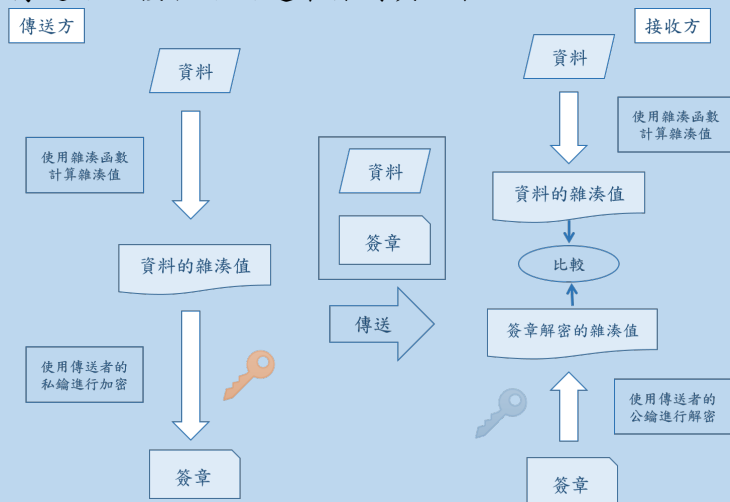 傳送方
資料
使用雜湊函數
計算雜湊值
資料的雜湊值
使用傳送者的
私鑰進行加密
簽章
資料
簽章
傳送
接收方
資料
使用雜湊函數
計算雜湊值
資料的雜湊值
比較
簽章解密的雜湊值
使用傳送者的
公鑰進行解密
簽章